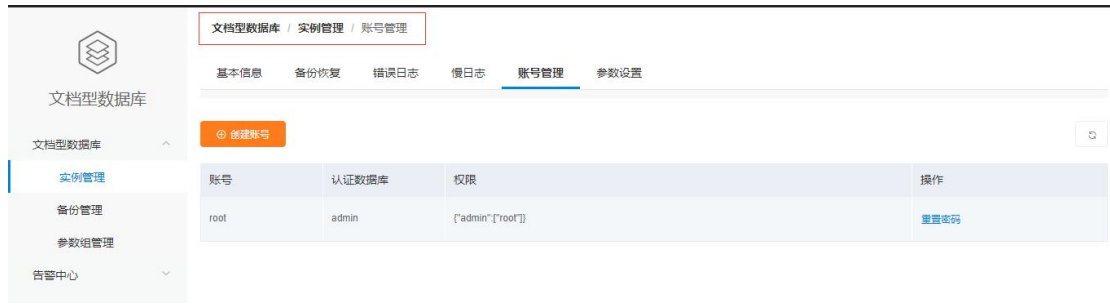 文档型数据库 / 实例管理 / 账号管理
基本信息 备份恢复 错误日志 慢日志 账号管理 参数设置
文档型数据库
文档型数据库
实例管理
备份管理
参数组管理
告警中心
创建账号
账号 认证数据库 权限 操作
root admin {"admin":["root"]} 重置密码